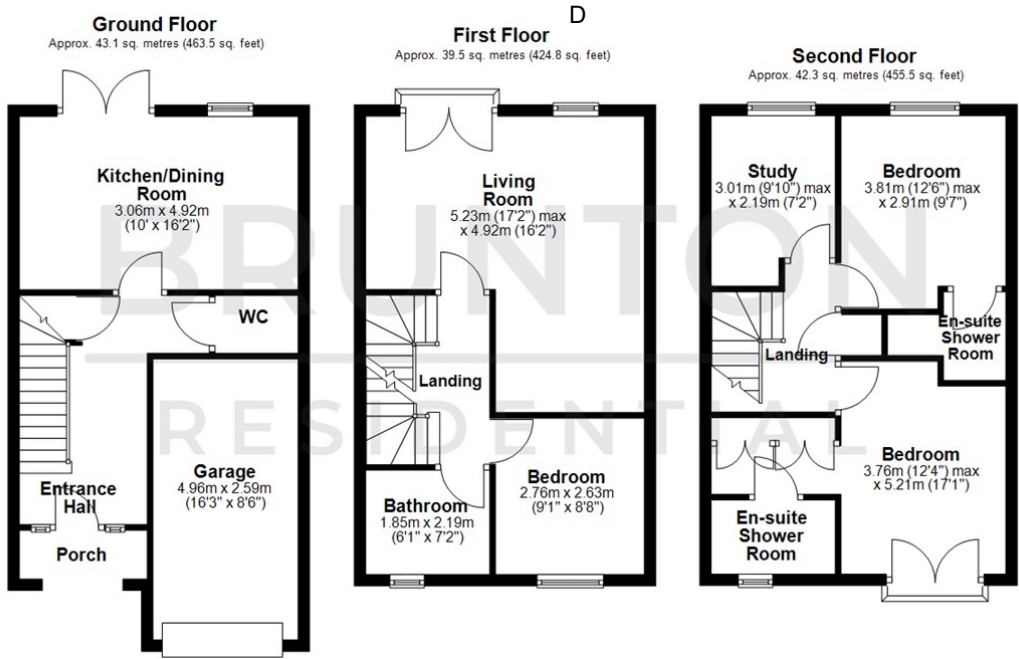 D
Ground Floor
Approx. 43.1 sq. metres (463.5 sq. feet)
Kitchen/Dining
Room
3.06m x 4.92m
(10' x 16'2")
WC
Garage
4.96m x 2.59m
(16'3" x 8'6")
Entrance
Hall
Porch
First Floor
Approx. 39.5 sq. metres (424.8 sq. feet)
Living
Room
5.23m (17'2") max
x 4.92m (16'2")
Landing
Bathroom
1.85m x 2.19m
(6'1" x 7'2")
Bedroom
2.76m x 2.63m
(9'1" x 8'8")
Second Floor
Approx. 42.3 sq. metres (455.5 sq. feet)
Study
3.01m (9'10") max
x 2.19m (7'2")
Bedroom
3.81m (12'6") max
x 2.91m (9'7")
En-suite
Shower
Room
Landing
Bedroom
3.76m (12'4") max
x 5.21m (17'1")
En-suite
Shower
Room
BRUNTON
RESIDENTIAL